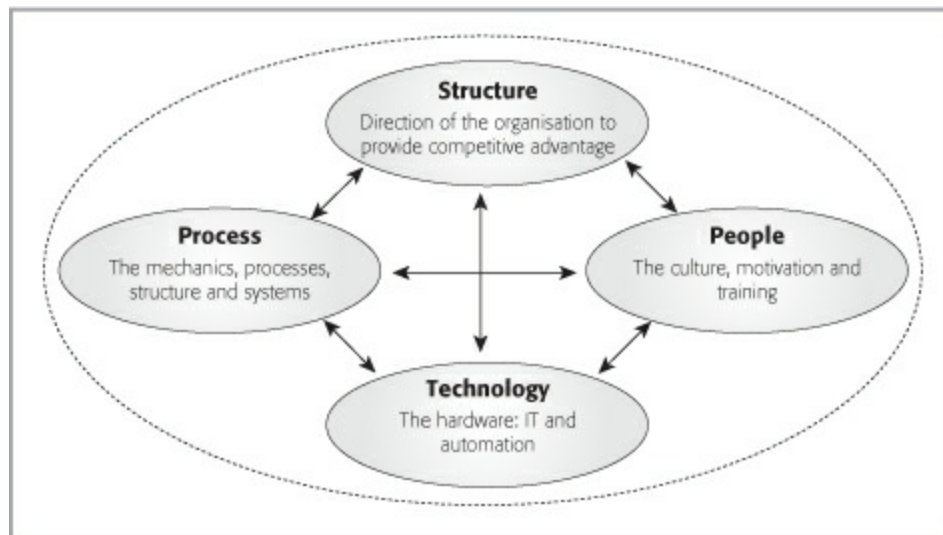 Structure
Direction of the organisation to
provide competitive advantage
Process
The mechanics, processes,
structure and systems
People
The culture, motivation and
training
Technology
The hardware: IT and
automation